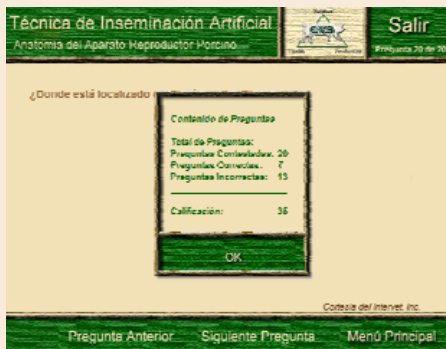 Técnica de Inseminación Artificial
Anatomía del Aparato Reproductor Porcino
Salir
Pregunta 20 de 20
¿Donde está localizado
Contenido de Preguntas
Total de Preguntas:
Preguntas Contestadas: 20
Preguntas Correctas: 7
Preguntas Incorrectas: 13
Calificación: 35
OK
Cortesía del Intervet, Inc.
Pregunta Anterior
Siguiente Pregunta
Menú Principal